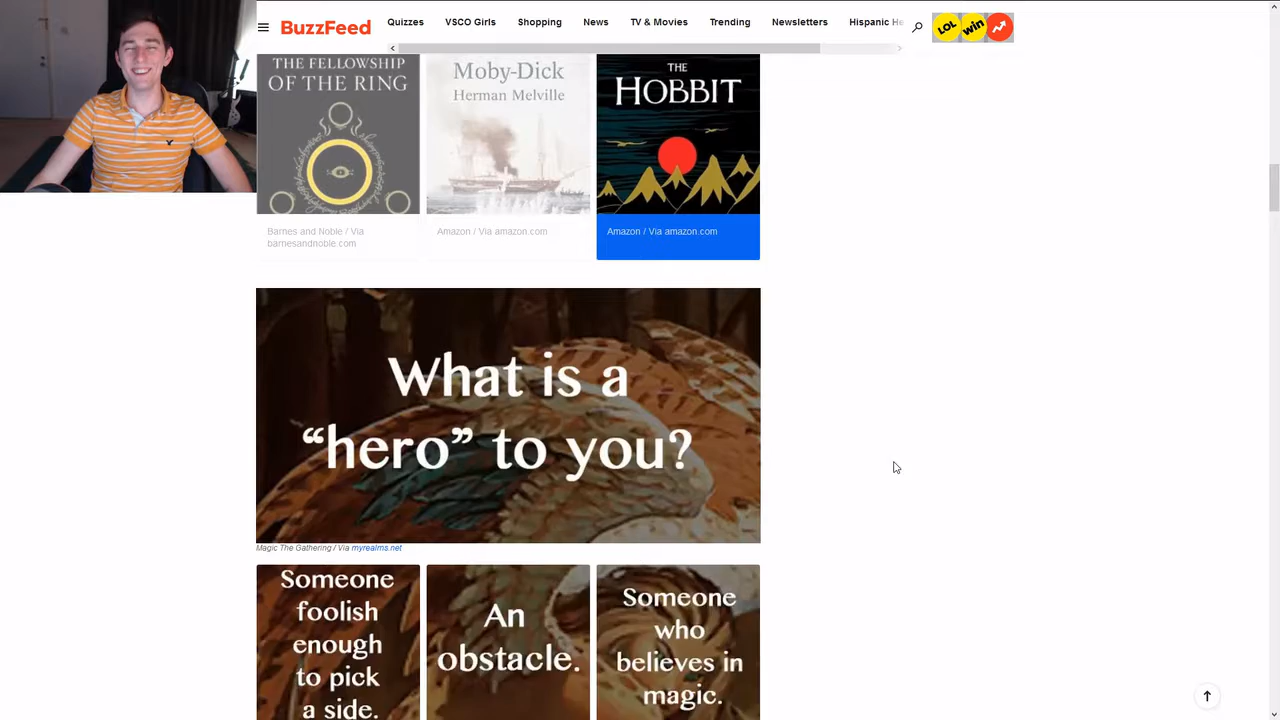 BuzzFeed
Quizzes VSCO Girls Shopping News TV & Movies Trending Newsletters Hispanic
LOL win
THE FELLOWSHIP
OF THE RING
Moby-Dick
Herman Melville
THE
HOBBIT
Barnes and Noble / Via
barnesandnoble.com
Amazon / Via amazon.com
Amazon / Via amazon.com
What is a
“hero” to you?
Magic The Gathering / Via myrealms.net
Someone
foolish
enough
to pick
a side.
An
obstacle.
Someone
who
believes in
magic.